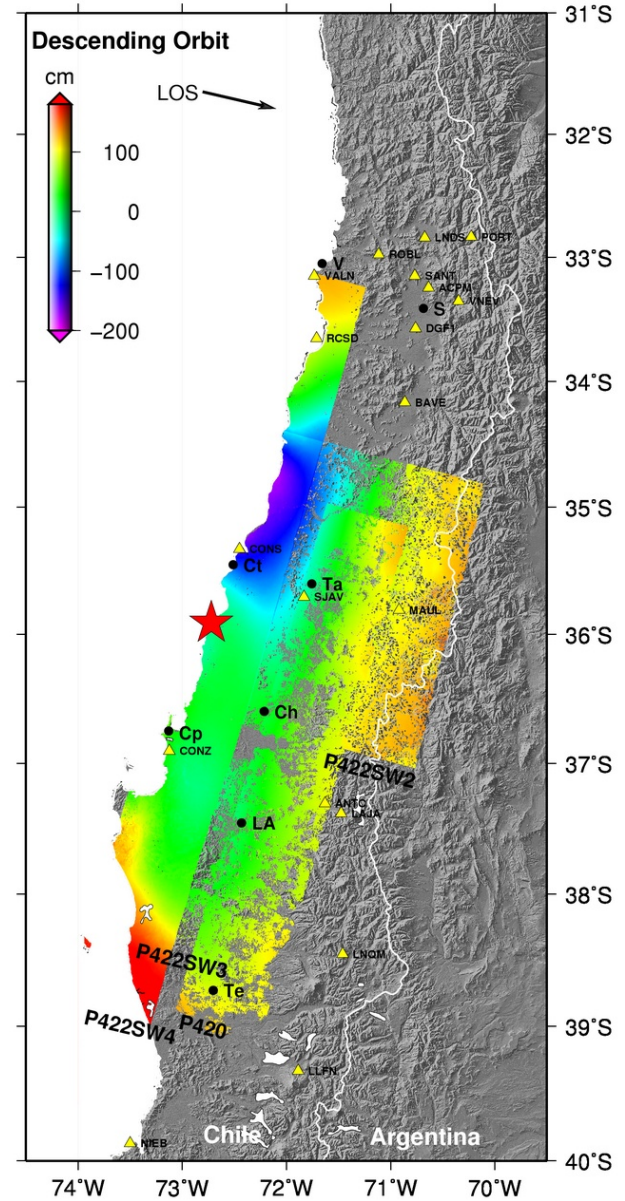 31°S
Descending Orbit
cm
LOS
100
32°S
0
LNDS
PORT
ROBL
33°S
V
VALN
SANT
ACPM
-100
VNEV
S
-200
DGF1
RCSD
34°S
BAVE
35°S
CONS
Ct
Ta
SJAV
MAUL
36°S
Ch
Cp
CONZ
37°S
P422SW2
ANTC
LAJA
LA
38°S
LNQM
P422SW3
Te
P422SW4
P420
39°S
LLFN
Chile
Argentina
NIEB
40°S
74°W
73°W
72°W
71°W
70°W